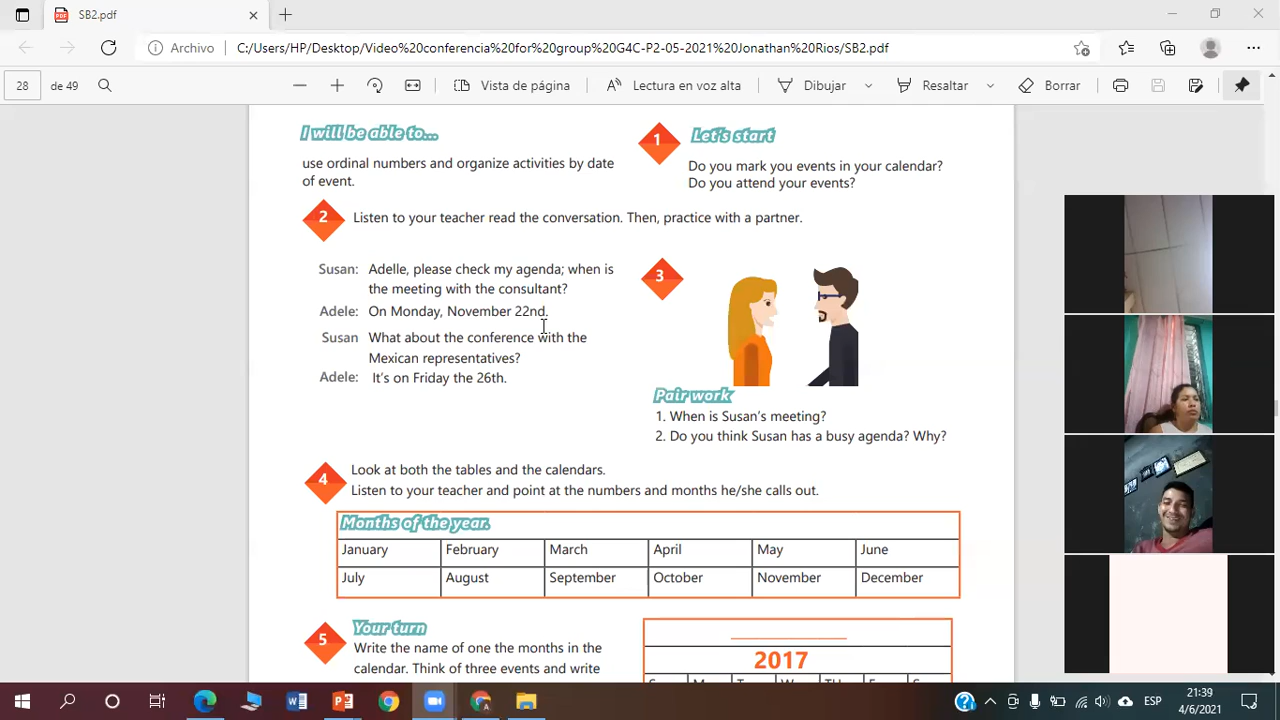 SB2.pdf
Archivo
C:/Users/HP/Desktop/Video%20conferencia%20for%20group%20G4C-P2-05-2021%20Jonathan%20Rios/SB2.pdf
28
de 49
Vista de página
Lectura en voz alta
Dibujar
Resaltar
Borrar
I will be able to...
use ordinal numbers and organize activities by date
of event.
1
Let's start
Do you mark you events in your calendar?
Do you attend your events?
2
Listen to your teacher read the conversation. Then, practice with a partner.
Susan: Adelle, please check my agenda; when is
the meeting with the consultant?
Adele: On Monday, November 22nd.
Susan What about the conference with the
Mexican representatives?
Adele: It's on Friday the 26th.
3
Pair work
1. When is Susan's meeting?
2. Do you think Susan has a busy agenda? Why?
4
Look at both the tables and the calendars.
Listen to your teacher and point at the numbers and months he/she calls out.
Months of the year.
January February March April May June
July August September October November December
5
Your turn
Write the name of one the months in the
calendar. Think of three events and write
2017
ESP
21:39
4/6/2021